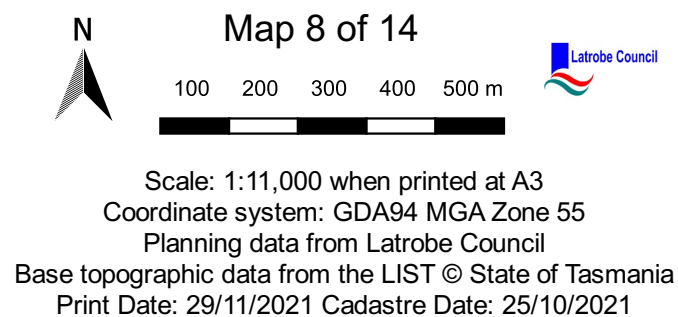 N
Map 8 of 14
Latrobe Council
100 200 300 400 500 m
Scale: 1:11,000 when printed at A3
Coordinate system: GDA94 MGA Zone 55
Planning data from Latrobe Council
Base topographic data from the LIST © State of Tasmania
Print Date: 29/11/2021 Cadastre Date: 25/10/2021